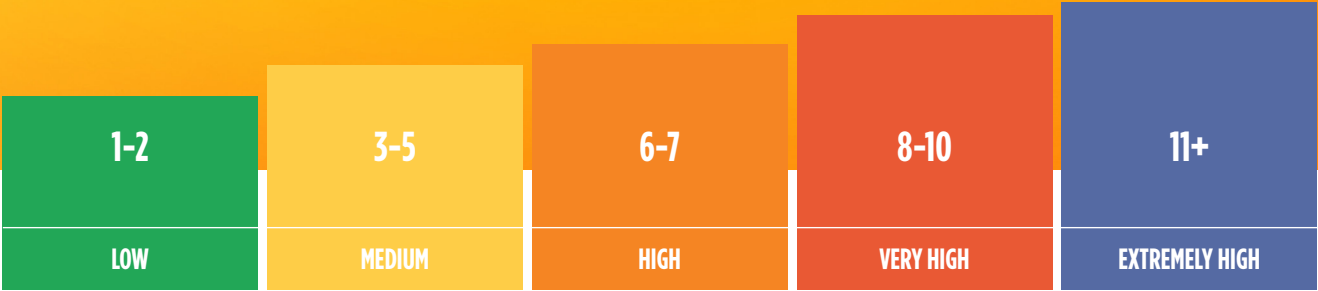 1-2
3-5
6-7
8-10
11+
LOW
MEDIUM
HIGH
VERY HIGH
EXTREMELY HIGH